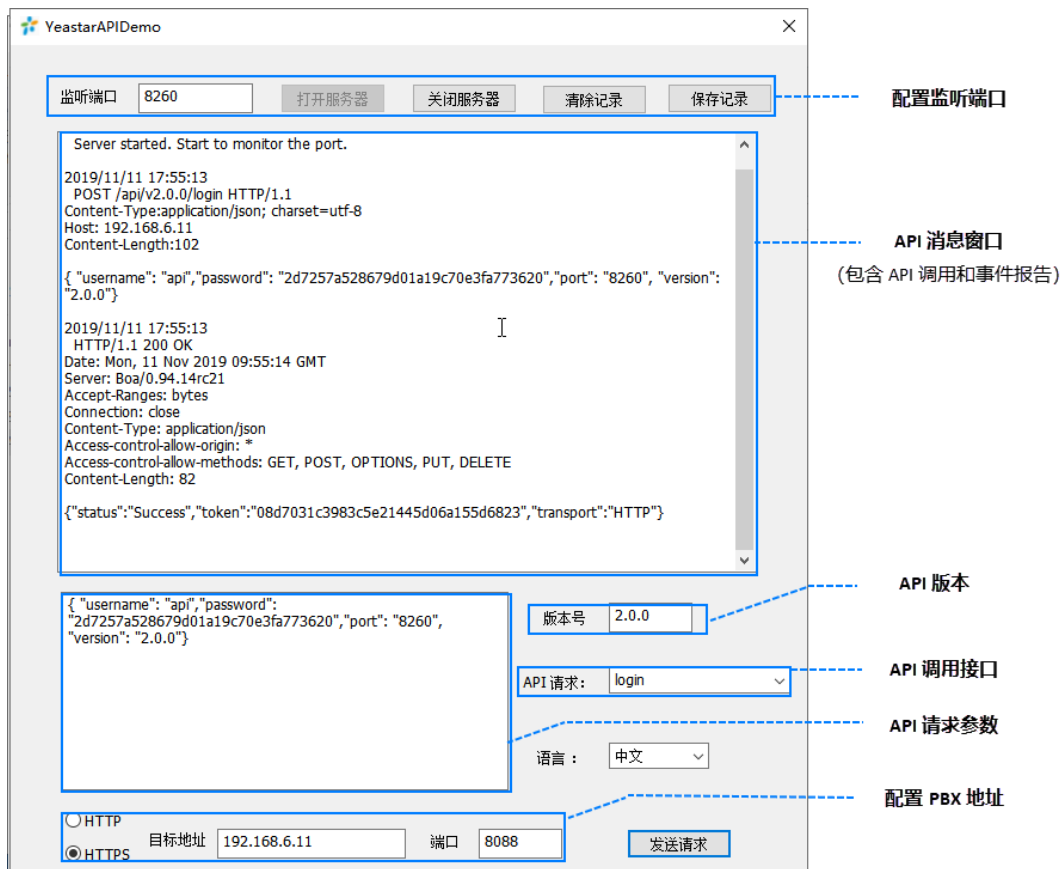 YeastarAPIDemo
监听端口 8260 打开服务器 关闭服务器 清除记录 保存记录
配置监听端口
Server started. Start to monitor the port.
2019/11/11 17:55:13
POST /api/v2.0.0/login HTTP/1.1
Content-Type:application/json; charset=utf-8
Host: 192.168.6.11
Content-Length:102
{ "username": "api","password": "2d7257a528679d01a19c70e3fa773620","port": "8260", "version":
"2.0.0"}
2019/11/11 17:55:13
HTTP/1.1 200 OK
Date: Mon, 11 Nov 2019 09:55:14 GMT
Server: Boa/0.94.14rc21
Accept-Ranges: bytes
Connection: close
Content-Type: application/json
Access-control-allow-origin: *
Access-control-allow-methods: GET, POST, OPTIONS, PUT, DELETE
Content-Length: 82
{"status":"Success","token":"08d7031c3983c5e21445d06a155d6823","transport":"HTTP"}
API 消息窗口
（包含 API 调用和事件报告）
{ "username": "api","password":
"2d7257a528679d01a19c70e3fa773620","port": "8260",
"version": "2.0.0"}
版本号 2.0.0
API 版本
API 请求： login
API 调用接口
API 请求参数
语言 ： 中文
配置 PBX 地址
HTTP
HTTPS
目标地址 192.168.6.11 端口 8088 发送请求